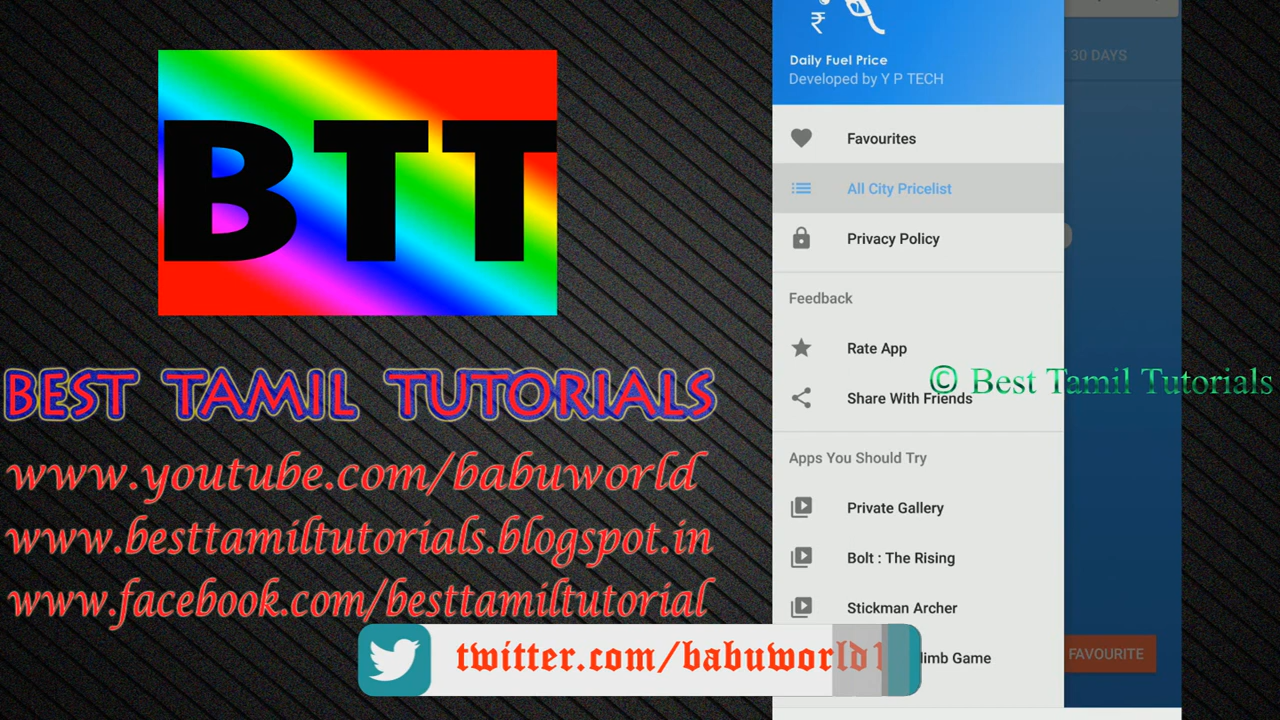 BTT
BEST TAMIL TUTORIALS
www.youtube.com/babuworld
www.besttamiltutorials.blogspot.in
www.facebook.com/besttamiltutorial
twitter.com/babuworld1
₹
Daily Fuel Price
Developed by Y P TECH
30 DAYS
Favourites
All City Pricelist
Privacy Policy
Feedback
Rate App
© Best Tamil Tutorials
Share With Friends
Apps You Should Try
Private Gallery
Bolt : The Rising
Stickman Archer
Game
FAVOURITE